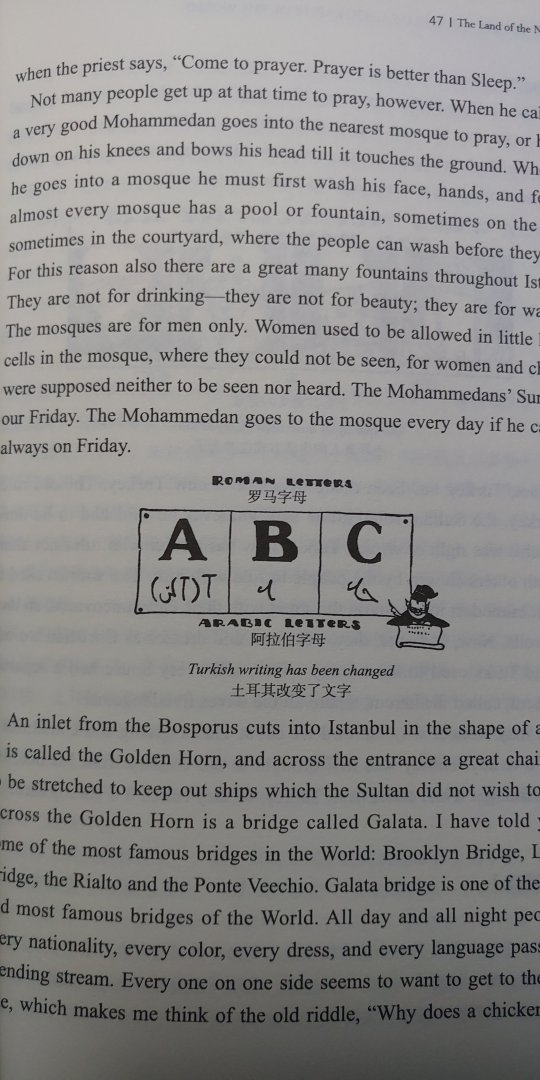 47 | The Land of the
when the priest says, “Come to prayer. Prayer is better than Sleep.”
Not many people get up at that time to pray, however. When he
a very good Mohammedan goes into the nearest mosque to pray, or
down on his knees and bows his head till it touches the ground.
he goes into a mosque he must first wash his face, hands, and
almost every mosque has a pool or fountain, sometimes on the
sometimes in the courtyard, where the people can wash before they
For this reason also there are a great many fountains throughout
They are not for drinking—they are not for beauty; they are for
The mosques are for men only. Women used to be allowed in little
cells in the mosque, where they could not be seen, for women and
were supposed neither to be seen nor heard. The Mohammedans’
our Friday. The Mohammedan goes to the mosque every day if he
always on Friday.
ROMAN LETTERS
罗马字母
A B C
ARABIC LETTERS
阿拉伯字母
Turkish writing has been changed
土耳其改变了文字
An inlet from the Bosporus cuts into Istanbul in the shape of a
is called the Golden Horn, and across the entrance a great
be stretched to keep out ships which the Sultan did not wish to
cross the Golden Horn is a bridge called Galata. I have told
me of the most famous bridges in the World: Brooklyn Bridge,
ridge, the Rialto and the Ponte Veechio. Galata bridge is one of the
d most famous bridges of the World. All day and all night
ery nationality, every color, every dress, and every language
ending stream. Every one on one side seems to want to get to the
e, which makes me think of the old riddle, “Why does a chicken